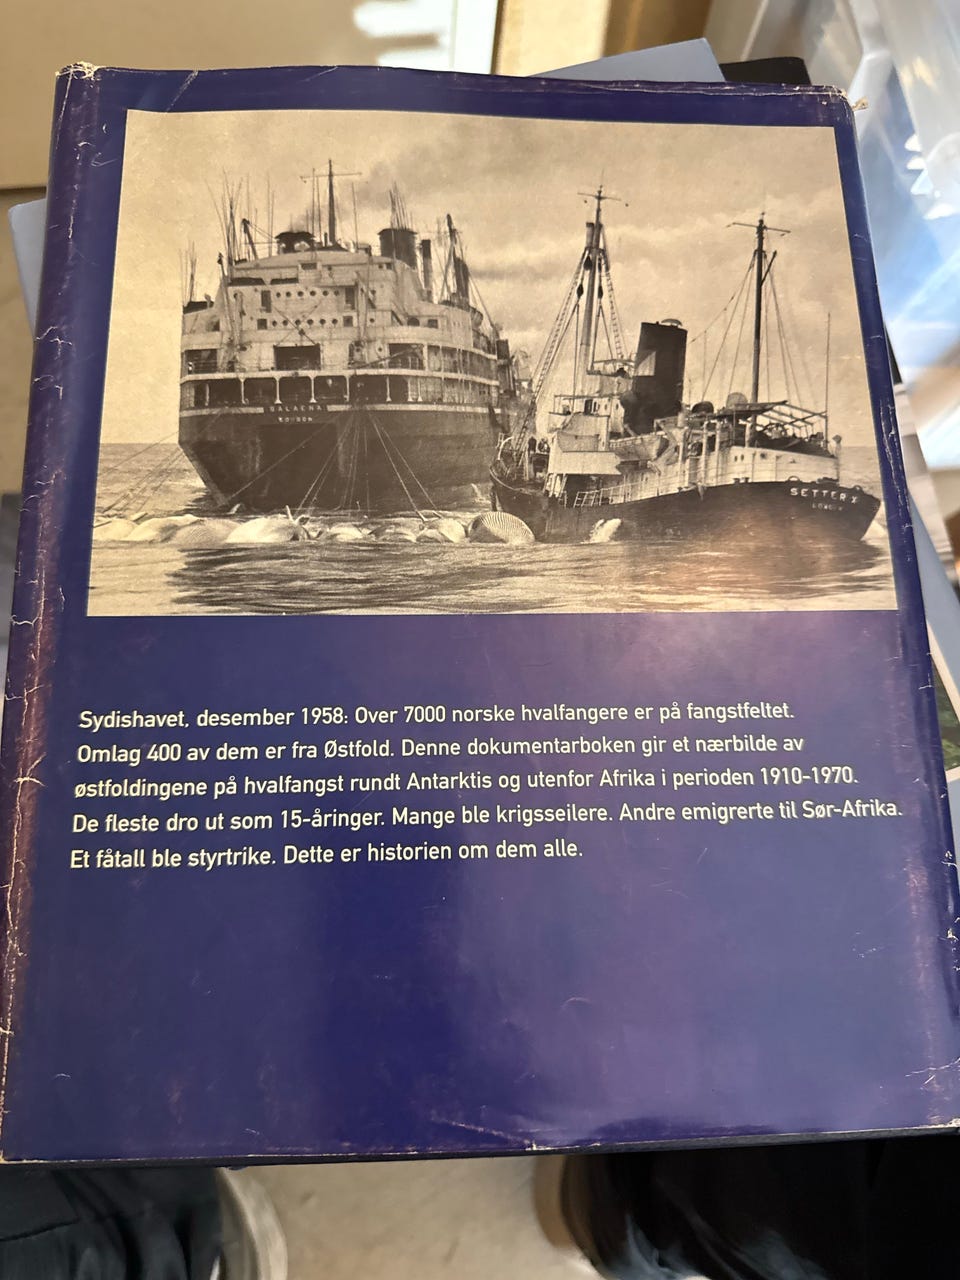 BALAENA
LONDON
SETTER I
LONDON
Sydishavet, desember 1958: Over 7000 norske hvalfangere er på fangstfeltet.
Omlag 400 av dem er fra Østfold. Denne dokumentarboken gir et nærbilde av
østfoldingene på hvalfangst rundt Antarktis og utenfor Afrika i perioden 1910-1970.
De fleste dro ut som 15-åringer. Mange ble krigsseilere. Andre emigrerte til Sør-Afrika.
Et fåtall ble styrtrike. Dette er historien om dem alle.